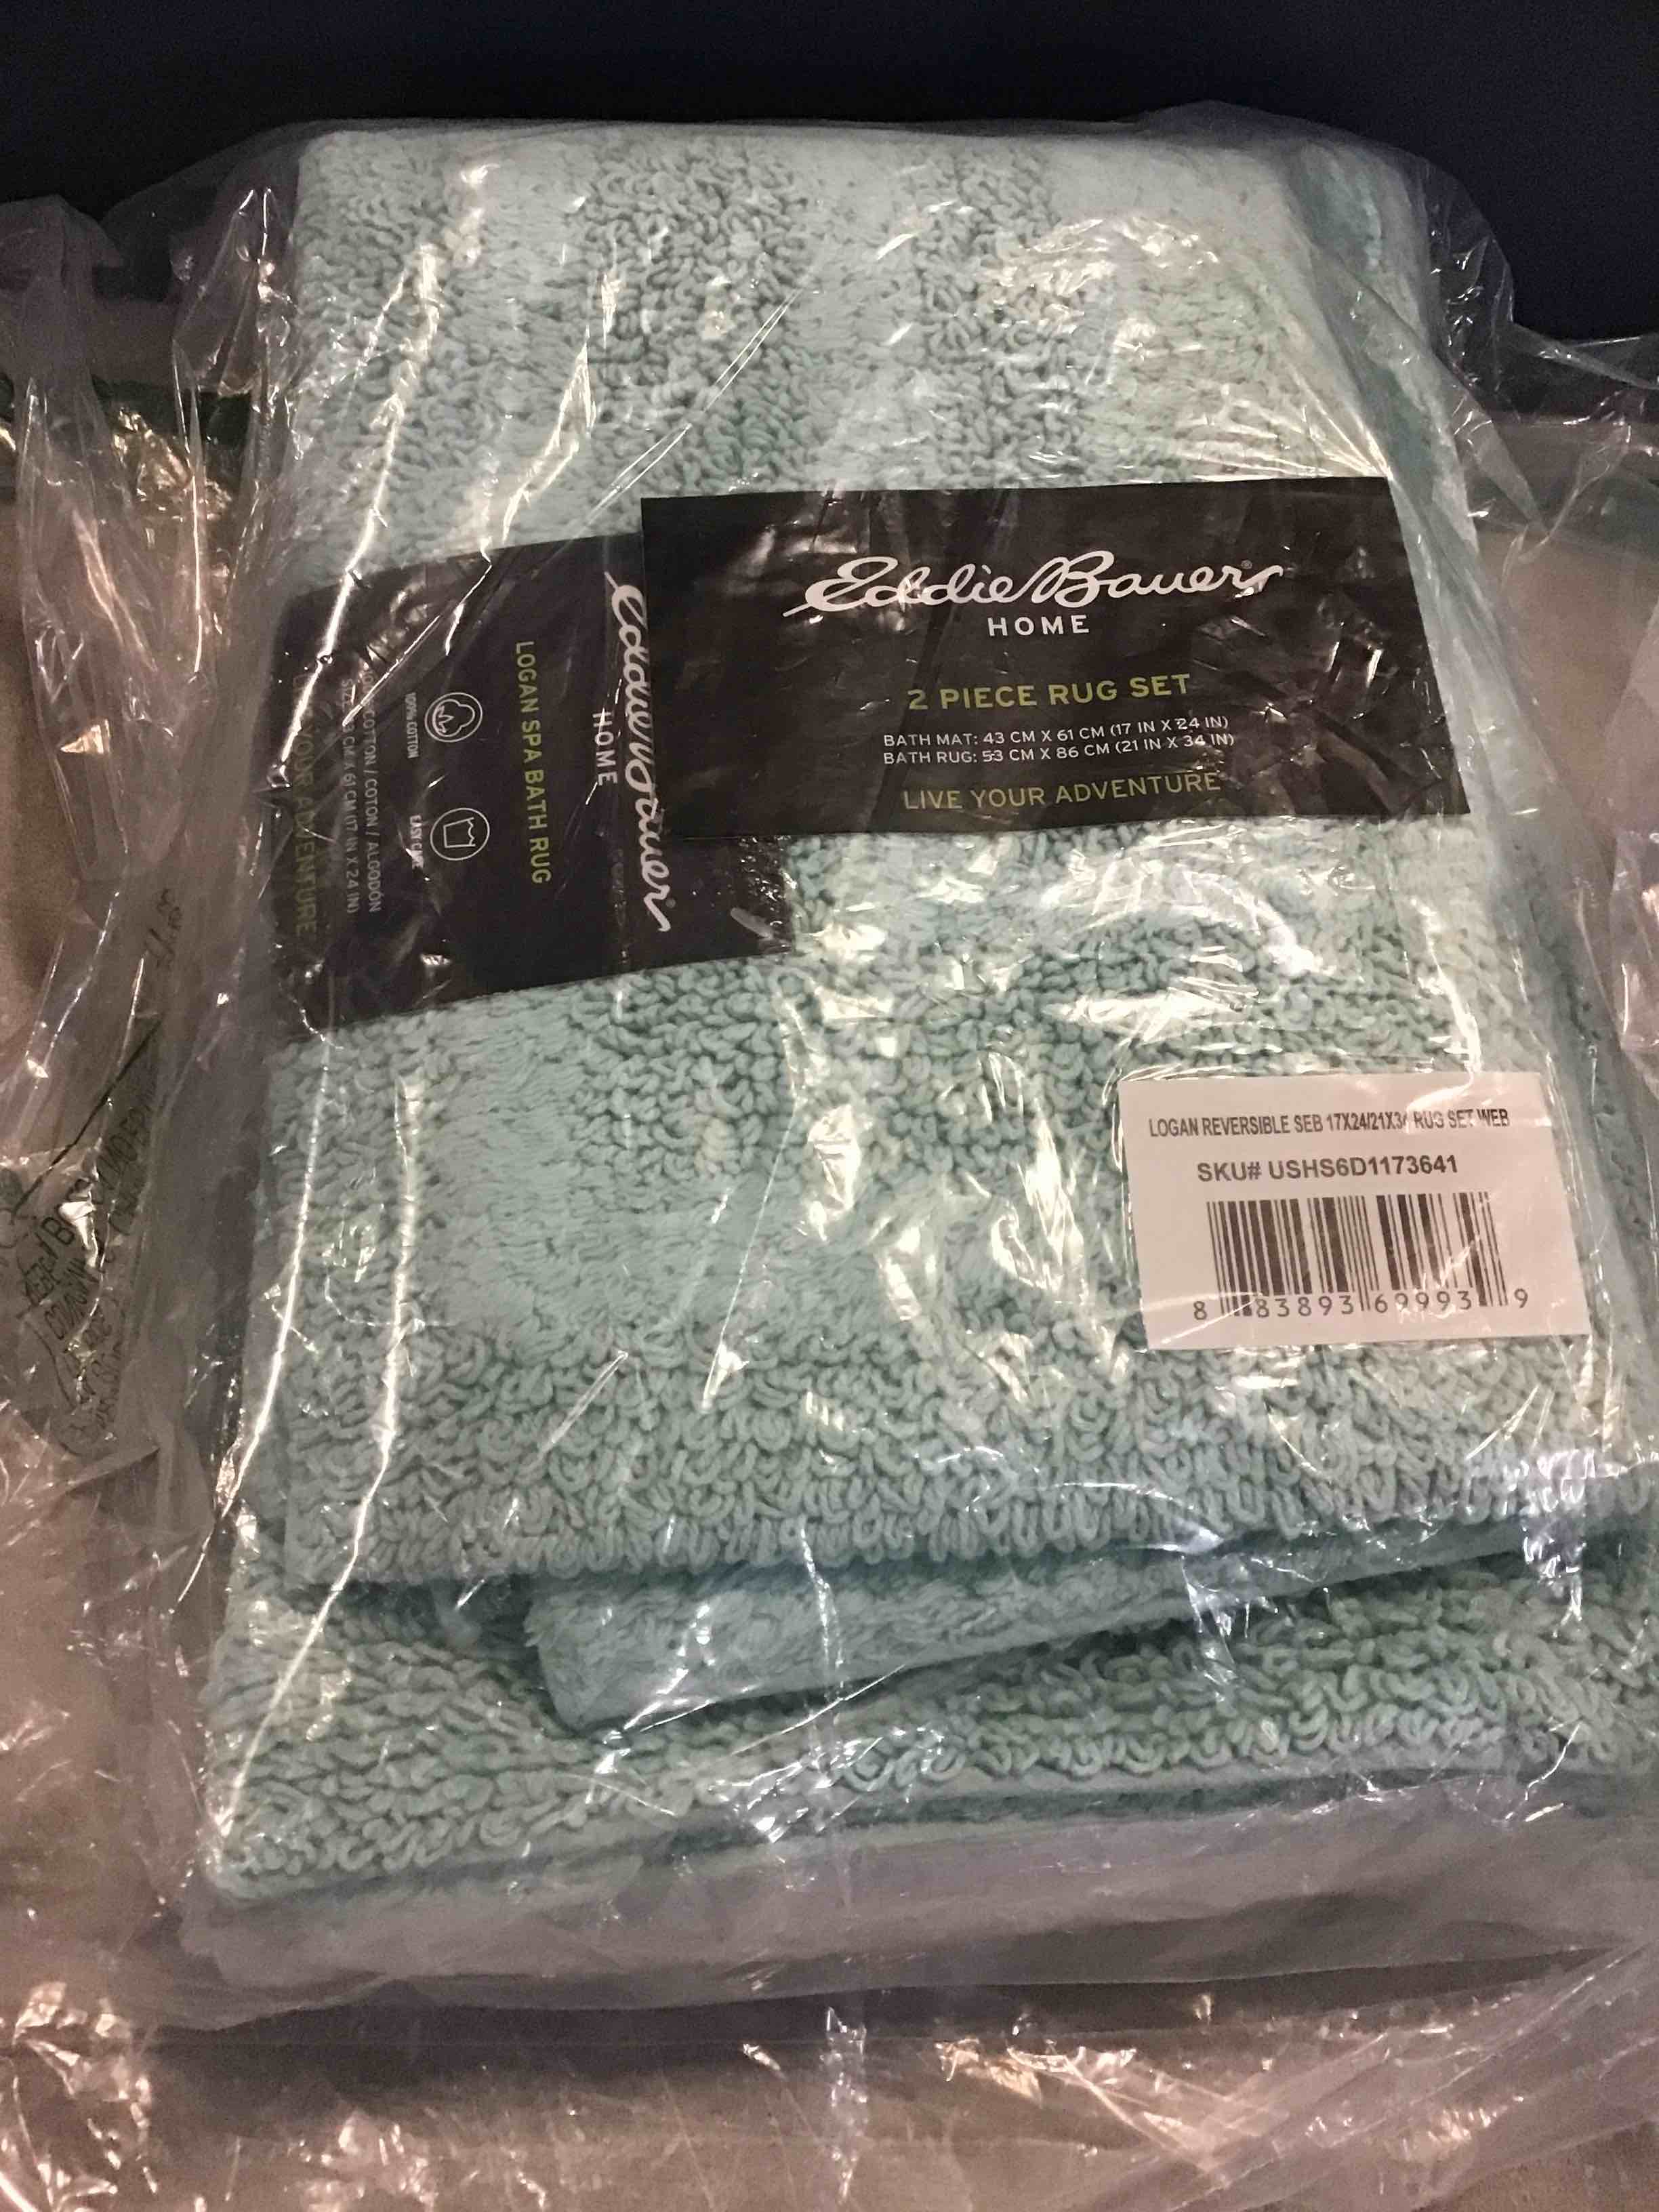 Eddie Bauer®
HOME
2 PIECE RUG SET
BATH MAT: 43 CM X 61 CM (17 IN X 24 IN)
BATH RUG: 53 CM X 86 CM (21 IN X 34 IN)
LIVE YOUR ADVENTURE
Eddie Bauer®
HOME
LOGAN SPA BATH RUG
100% COTTON
EASY CARE
COTTON / COTON / ALGODON
CM X 61 CM (17 IN X 24 IN)
YOUR ADVENTURE
LOGAN REVERSIBLE SEB 17X24/21X34 RUG SET WEB
SKU# USHS6D1173641
8 83893 69993 9